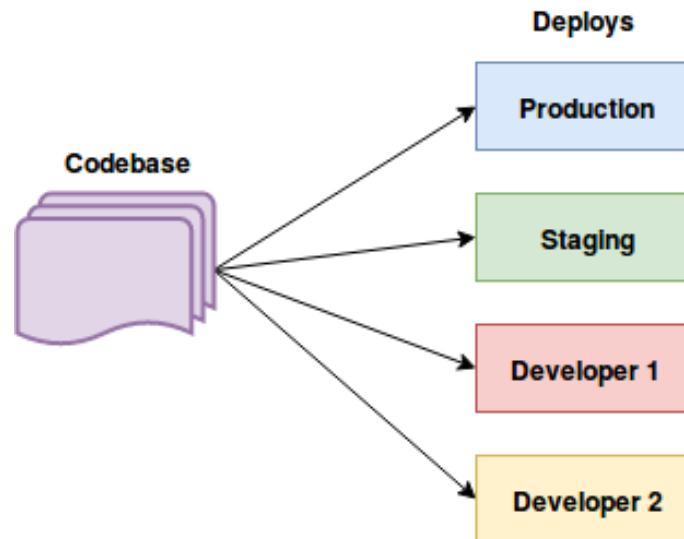 Deploys
Production
Codebase
Staging
Developer 1
Developer 2